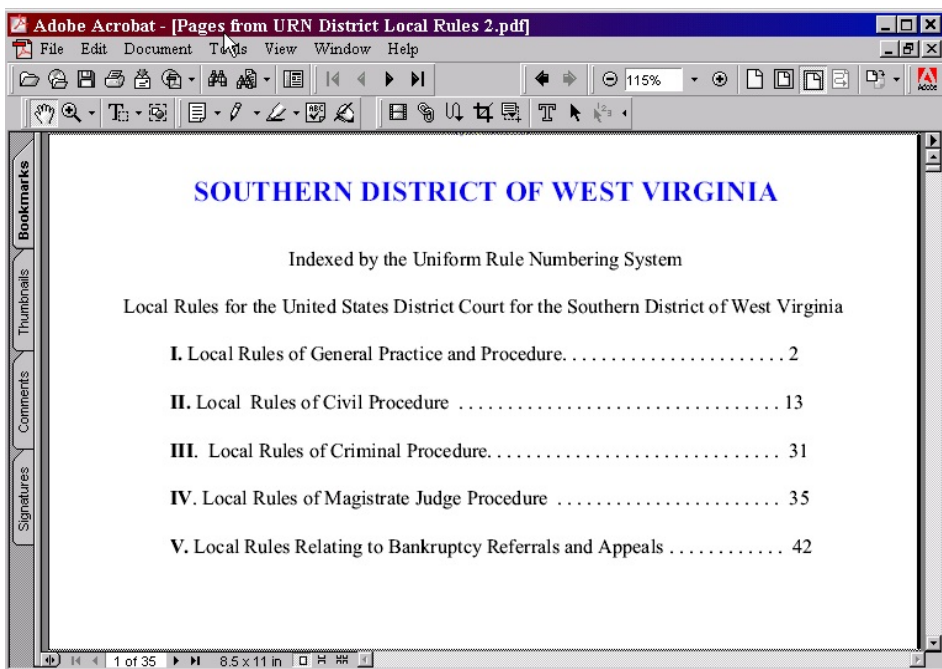 Adobe Acrobat - [Pages from URN District Local Rules 2.pdf]
File Edit Document Tools View Window Help
115%
Adobe
Bookmarks
Thumbnails
Comments
Signatures
SOUTHERN DISTRICT OF WEST VIRGINIA
Indexed by the Uniform Rule Numbering System
Local Rules for the United States District Court for the Southern District of West Virginia
I. Local Rules of General Practice and Procedure. . . . . . . . . . . . . . . . . . . . . . . 2
II. Local Rules of Civil Procedure . . . . . . . . . . . . . . . . . . . . . . . . . . . . . . . . . 13
III. Local Rules of Criminal Procedure. . . . . . . . . . . . . . . . . . . . . . . . . . . . . . 31
IV. Local Rules of Magistrate Judge Procedure . . . . . . . . . . . . . . . . . . . . . . . 35
V. Local Rules Relating to Bankruptcy Referrals and Appeals . . . . . . . . . . . . 42
1 of 35 8.5 x 11 in